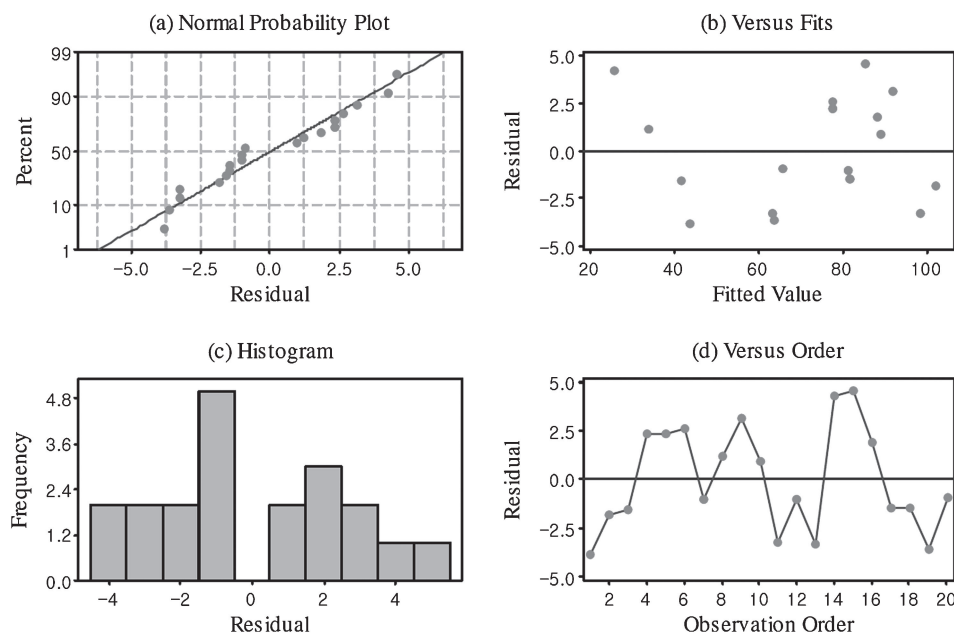 (a) Normal Probability Plot
99
90
50
10
1
Percent
−5.0 −2.5 0.0 2.5 5.0
Residual
(b) Versus Fits
5.0
2.5
0.0
−2.5
−5.0
Residual
20 40 60 80 100
Fitted Value
(c) Histogram
4.8
3.6
2.4
1.2
0.0
Frequency
−4 −2 0 2 4
Residual
(d) Versus Order
5.0
2.5
0.0
−2.5
−5.0
Residual
2 4 6 8 10 12 14 16 18 20
Observation Order